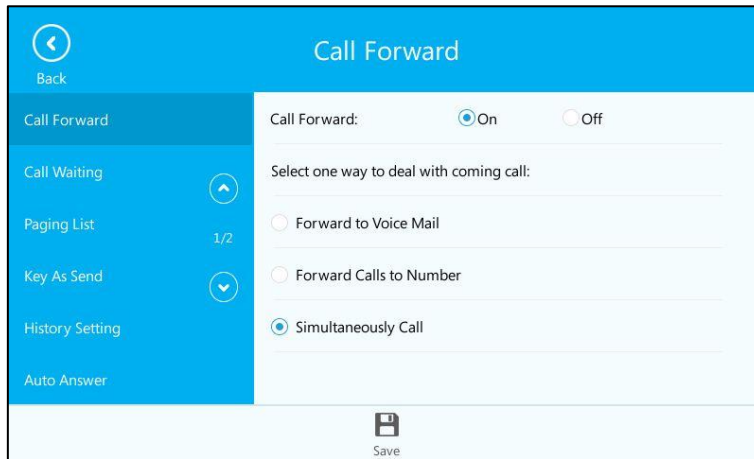 Call Forward
Back
Call Forward
Call Waiting
Paging List
1/2
Key As Send
History Setting
Auto Answer
Call Forward: On Off
Select one way to deal with coming call:
Forward to Voice Mail
Forward Calls to Number
Simultaneously Call
Save